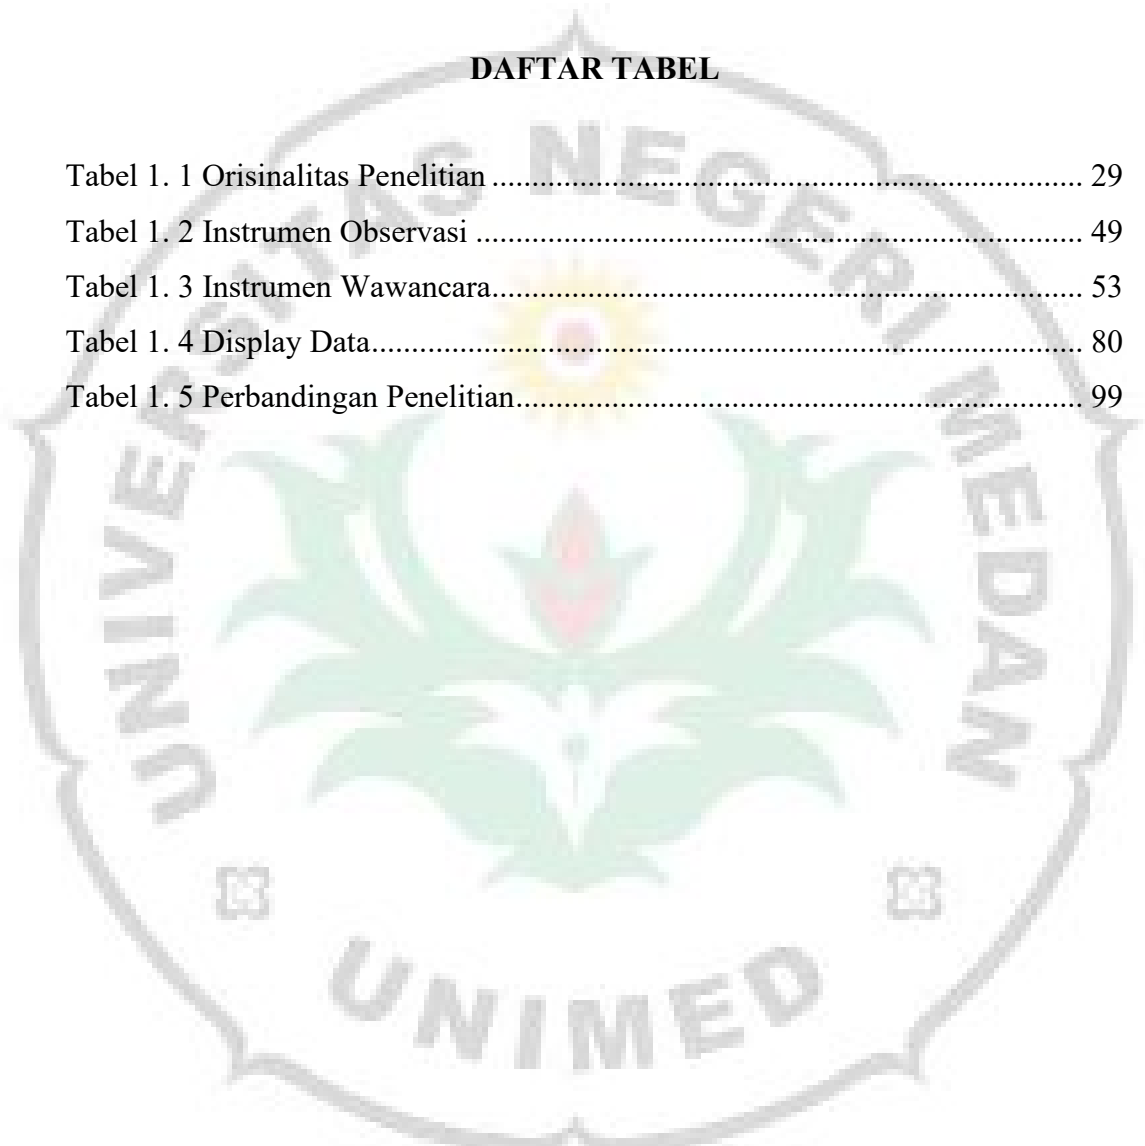 DAFTAR TABEL
Tabel 1. 1 Orisinalitas Penelitian ........................................................................... 29
Tabel 1. 2 Instrumen Observasi ............................................................................. 49
Tabel 1. 3 Instrumen Wawancara........................................................................... 53
Tabel 1. 4 Display Data.......................................................................................... 80
Tabel 1. 5 Perbandingan Penelitian........................................................................ 99
UNIVERSITAS NEGERI MEDAN
UNIMED